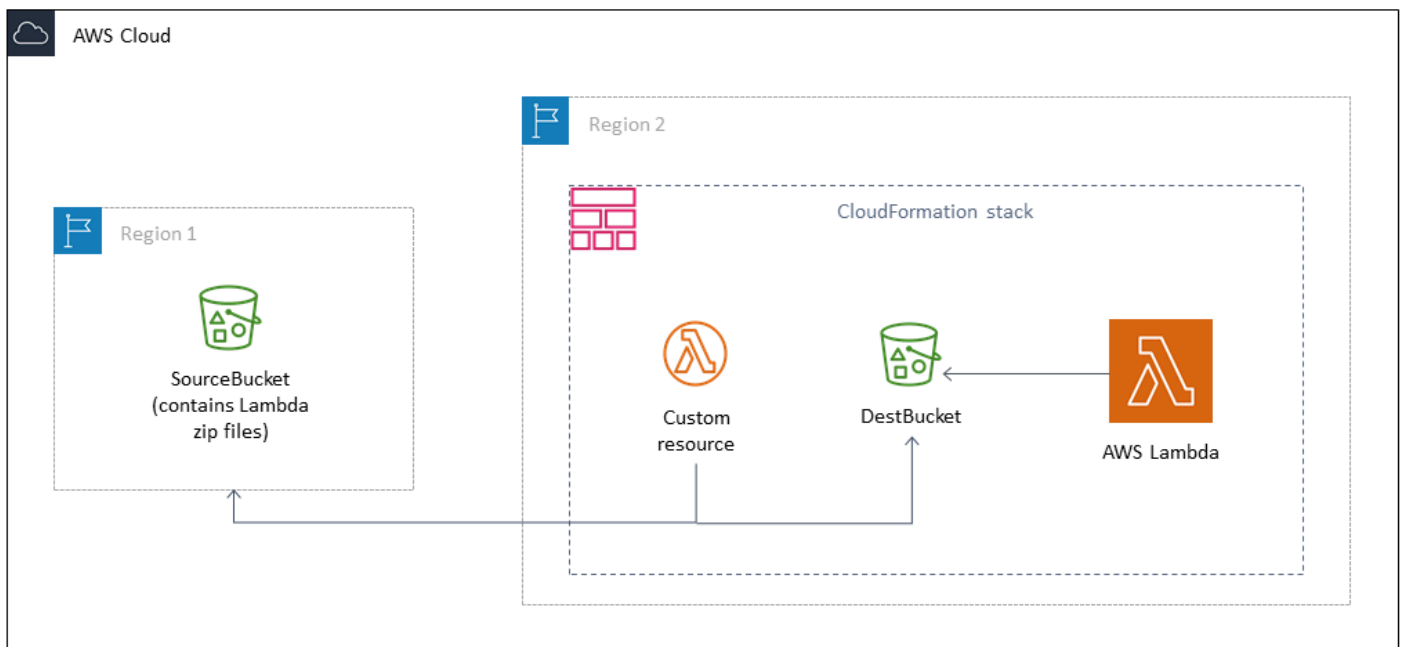 AWS Cloud
Region 2
CloudFormation stack
Region 1
SourceBucket
(contains Lambda
zip files)
Custom
resource
DestBucket
AWS Lambda